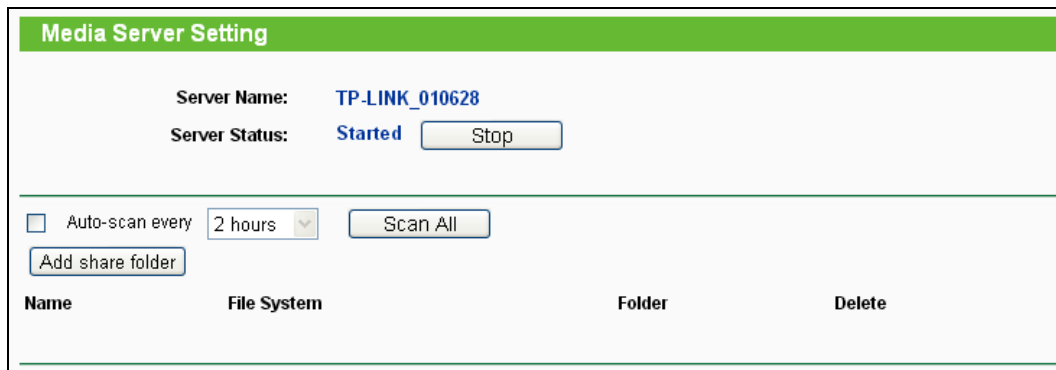 Media Server Setting
Server Name: TP-LINK_010628
Server Status: Started Stop
Auto-scan every 2 hours Scan All
Add share folder
Name File System Folder Delete